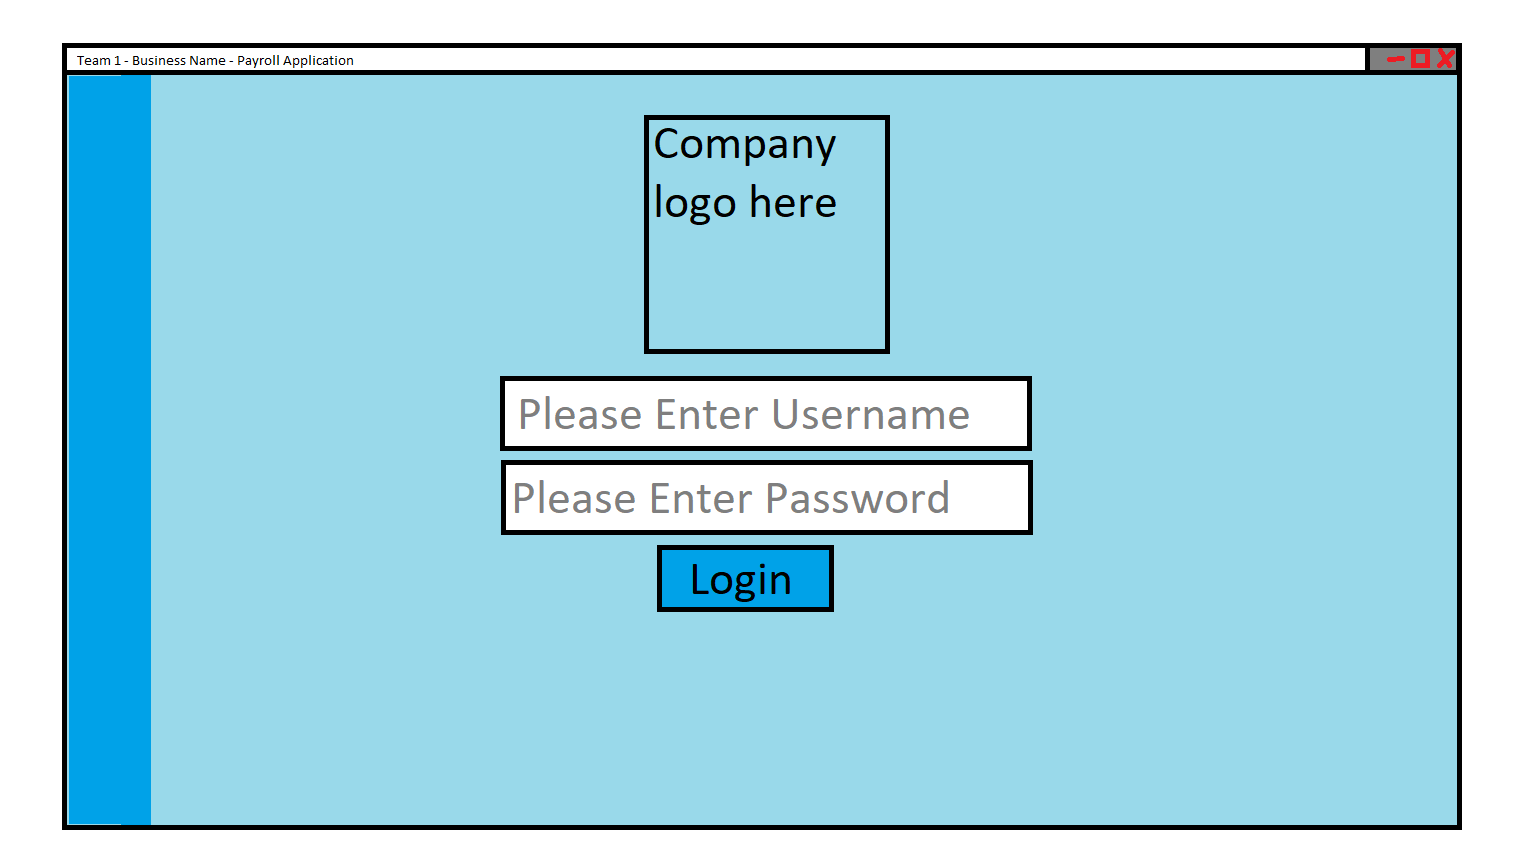 Team 1 - Business Name - Payroll Application
Company
logo here
Please Enter Username
Please Enter Password
Login